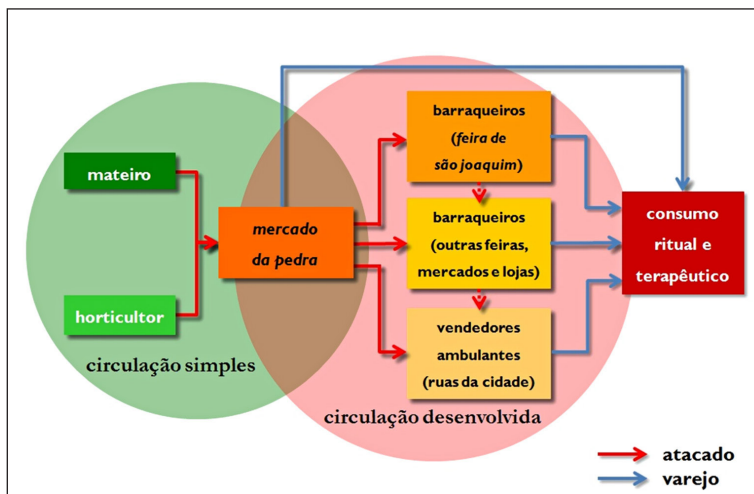 mateiro
horticultor
circulação simples
mercado
da pedra
barraqueiros
(feira de
são joaquim)
barraqueiros
(outras feiras,
mercados e lojas)
vendedores
ambulantes
(ruas da cidade)
circulação desenvolvida
consumo
ritual e
terapêutico
atacado
varejo